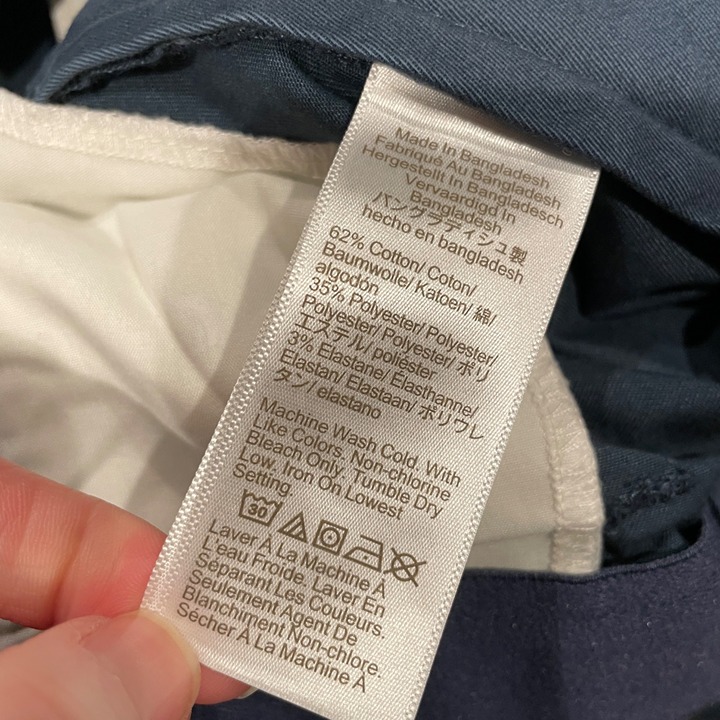 Made In Bangladesh
Fabriqué Au Bangladesh
Hergestellt In Bangladesch
Vervaardigd In
Bangladesh
バングラディシュ製
hecho en bangladesh
62% Cotton/ Coton/
Baumwolle/ Katoen/ 綿/
algodón
35% Polyester/ Polyester/
Polyester/ Polyester/ ポリ
エステル/ poliéster
3% Elastane/ Elasthanne/
Elastan/ Elastaan/ ポリウレ
タン/ elastano
Machine Wash Cold. With
Like Colors. Non-chlorine
Bleach Only. Tumble Dry
Low. Iron On Lowest
Setting.
30
Laver À La Machine À
L'eau Froide. Laver En
Séparant Les Couleurs.
Seulement Agent De
Blanchiment Non-chlore.
Sécher À La Machine À